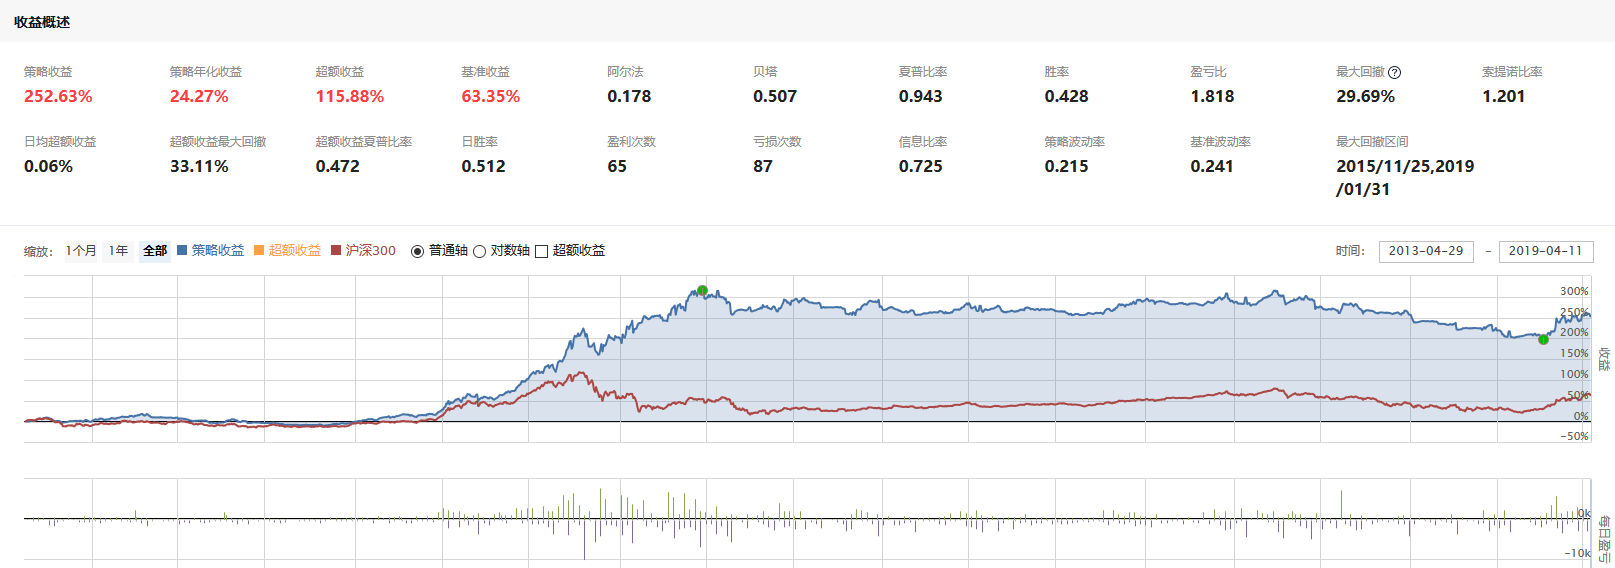 收益概述
策略收益 策略年化收益 超额收益 基准收益 阿尔法 贝塔 夏普比率 胜率 盈亏比 最大回撤 ? 索提诺比率
252.63% 24.27% 115.88% 63.35% 0.178 0.507 0.943 0.428 1.818 29.69% 1.201
日均超额收益 超额收益最大回撤 超额收益夏普比率 日胜率 盈利次数 亏损次数 信息比率 策略波动率 基准波动率 最大回撤区间
0.06% 33.11% 0.472 0.512 65 87 0.725 0.215 0.241 2015/11/25,2019
/01/31
缩放: 1个月 1年 全部 策略收益 超额收益 沪深300 普通轴 对数轴 超额收益 时间: 2013-04-29 - 2019-04-11
300%
250%
200%
150%
100%
50%
0%
-50%
收益
0k
-10k
每日盈亏